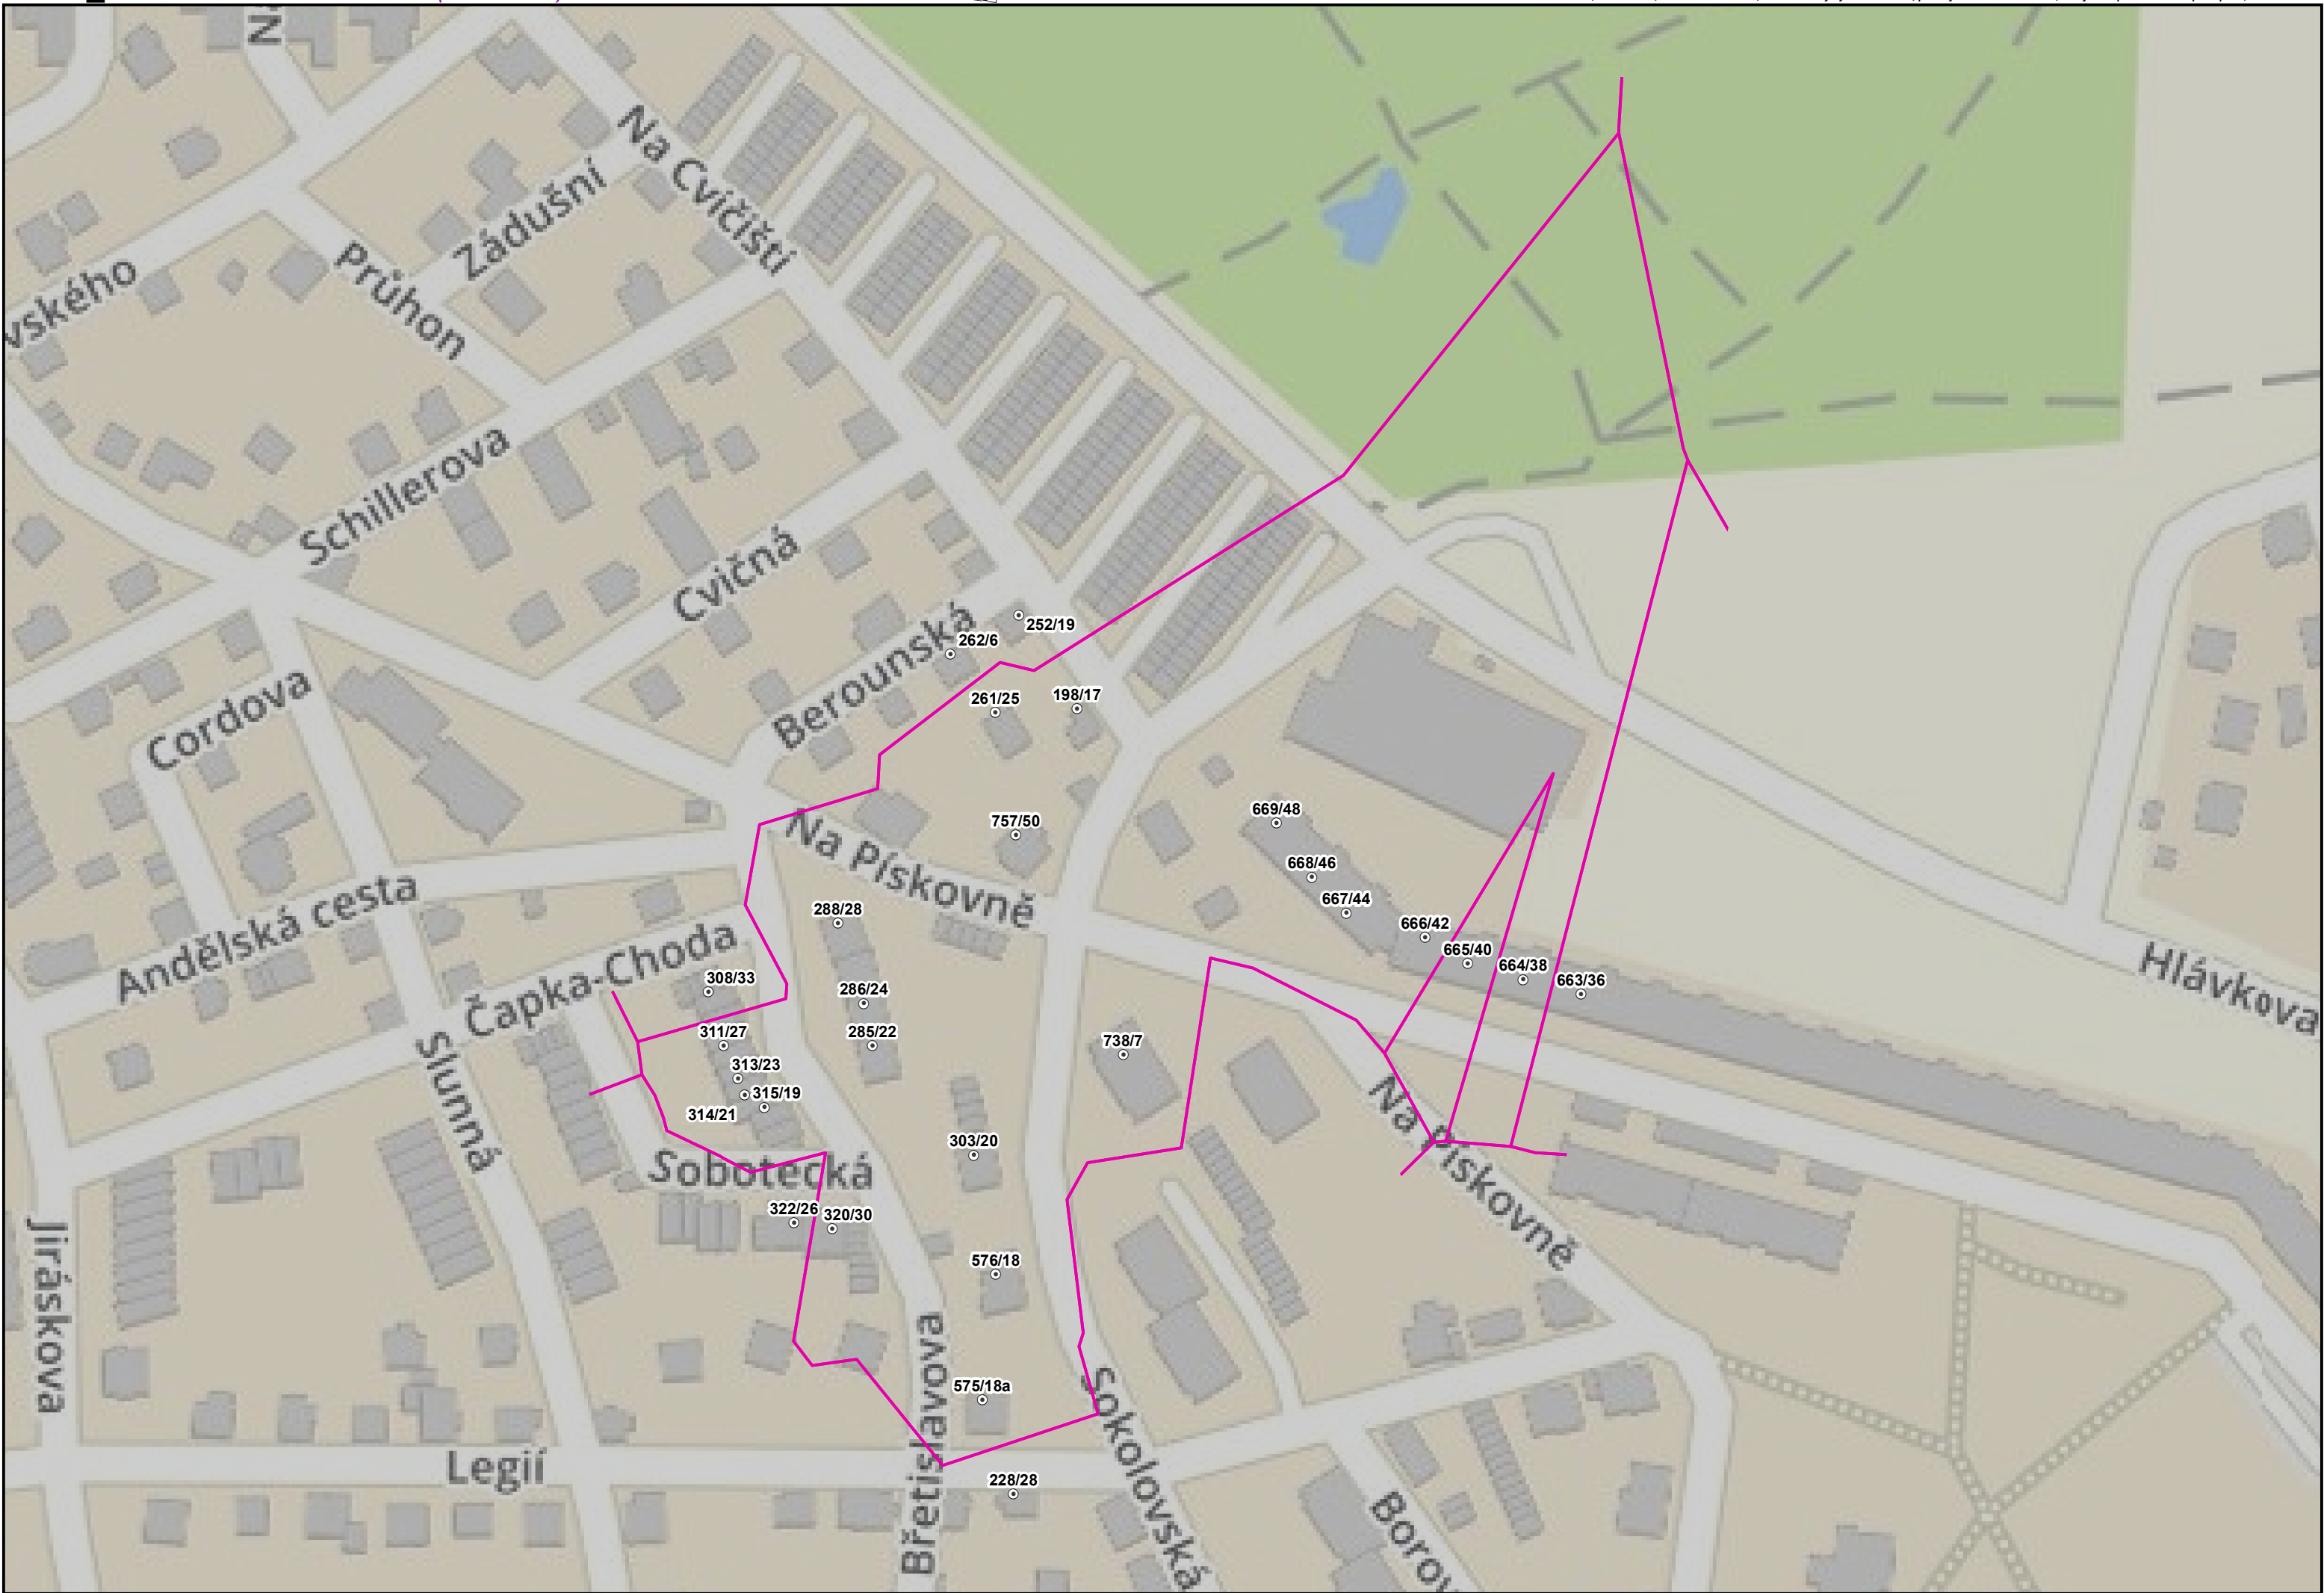 Na Cvičišti
Zádušní
Průhon
vského
Schillerova
Cvičná
252/19
262/6
Berounská
261/25
198/17
Cordova
669/48
757/50
Na Pískovně
668/46
667/44
288/28
666/42
665/40
664/38
663/36
Andělská cesta
Čapka-Choda
308/33
286/24
Hlávkova
311/27
285/22
738/7
313/23
315/19
314/21
Slunná
Na Pískovně
303/20
Sobotecká
322/26
320/30
576/18
Jiráskova
575/18a
Břetislavova
Sokolovská
Legií
228/28
Borov